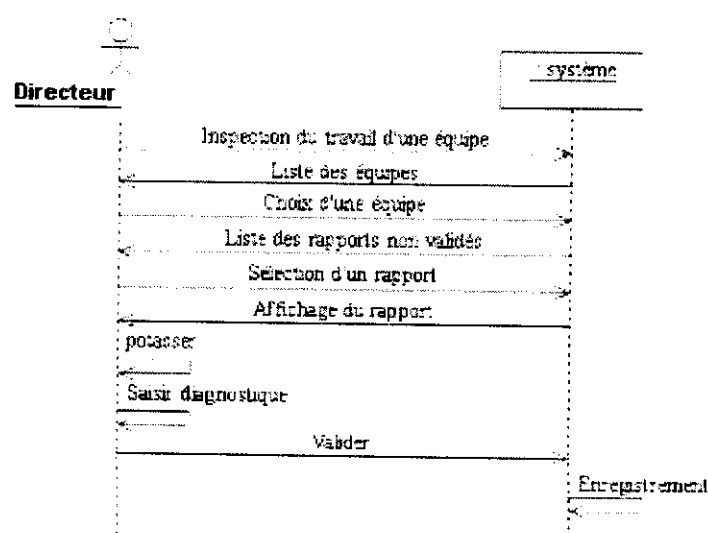 Directeur
: système
Inspection du travail d'une équipe
Liste des équipes
Choix d'une équipe
Liste des rapports non validés
Sélection d'un rapport
Affichage du rapport
potasser
Saisir diagnostique
Valider
Enregistrement